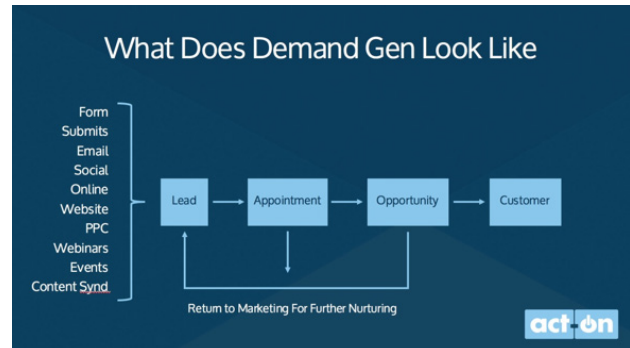 What Does Demand Gen Look Like
Form
Submits
Email
Social
Online
Website
PPC
Webinars
Events
Content Synd
Lead
Appointment
Opportunity
Customer
Return to Marketing For Further Nurturing
act-on